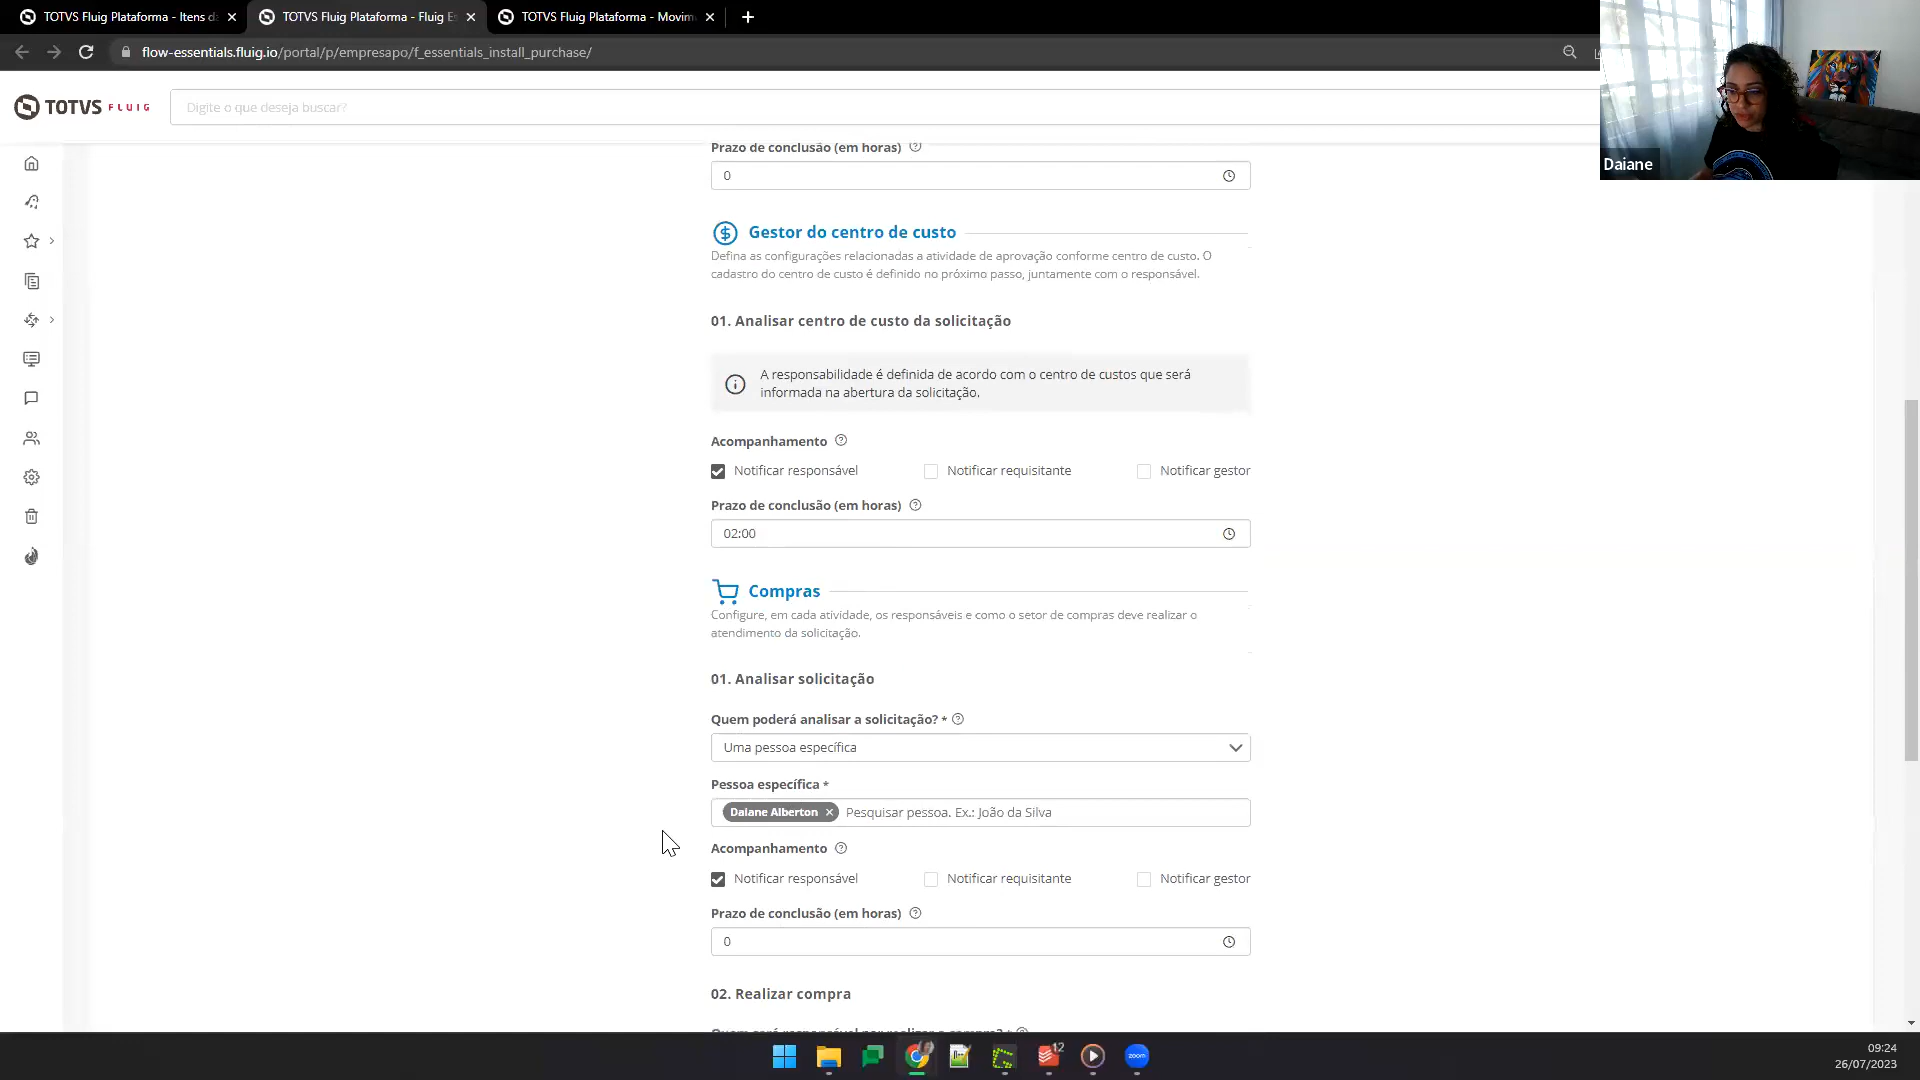 TOTVS Fluig Plataforma - Itens d
TOTVS Fluig Plataforma - Fluig Es
TOTVS Fluig Plataforma - Movim
flow-essentials.fluig.io/portal/p/empresapo/f_essentials_install_purchase/
TOTVS FLUIG
Digite o que deseja buscar?
Daiane
Prazo de conclusão (em horas)
0
Gestor do centro de custo
Defina as configurações relacionadas a atividade de aprovação conforme centro de custo. O
cadastro do centro de custo é definido no próximo passo, juntamente com o responsável.
01. Analisar centro de custo da solicitação
A responsabilidade é definida de acordo com o centro de custos que será
informada na abertura da solicitação.
Acompanhamento
Notificar responsável Notificar requisitante Notificar gestor
Prazo de conclusão (em horas)
02:00
Compras
Configure, em cada atividade, os responsáveis e como o setor de compras deve realizar o
atendimento da solicitação.
01. Analisar solicitação
Quem poderá analisar a solicitação? *
Uma pessoa específica
Pessoa específica *
Daiane Alberton × Pesquisar pessoa. Ex.: João da Silva
Acompanhamento
Notificar responsável Notificar requisitante Notificar gestor
Prazo de conclusão (em horas)
0
02. Realizar compra
12
zoom
09:24
26/07/2023